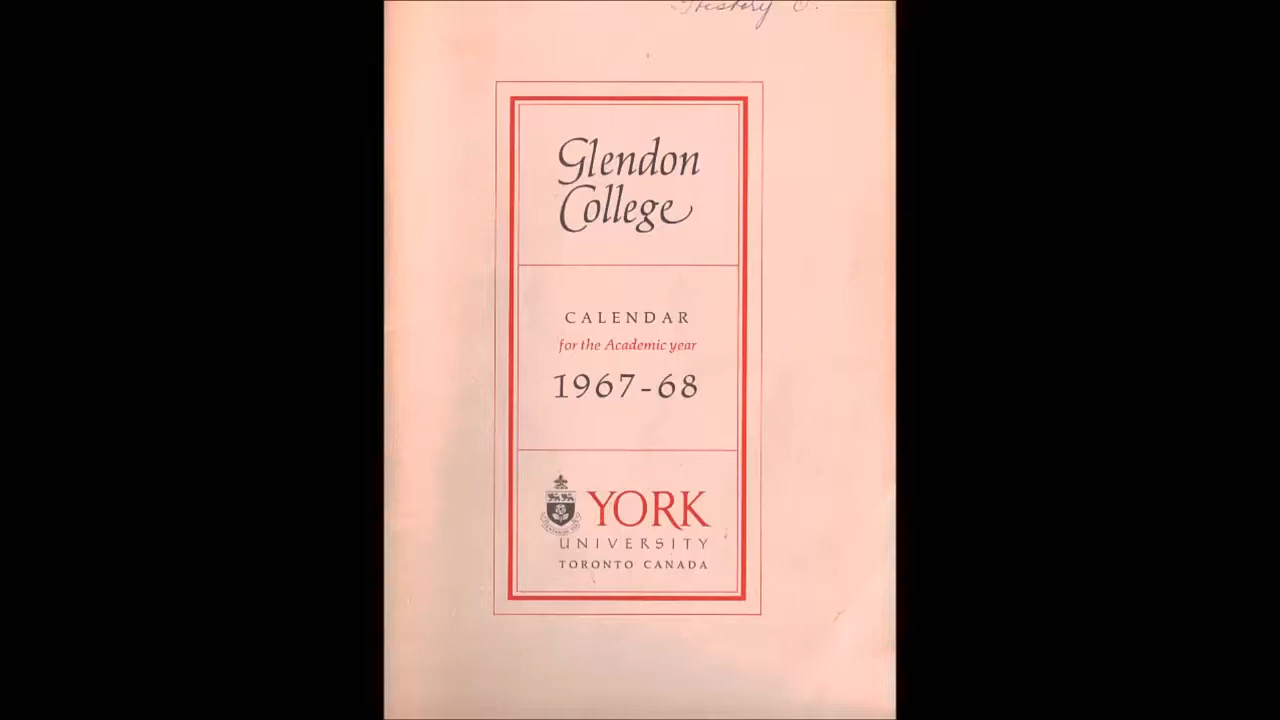 Glendon
College
CALENDAR
for the Academic year
1967-68
YORK
UNIVERSITY
TORONTO CANADA